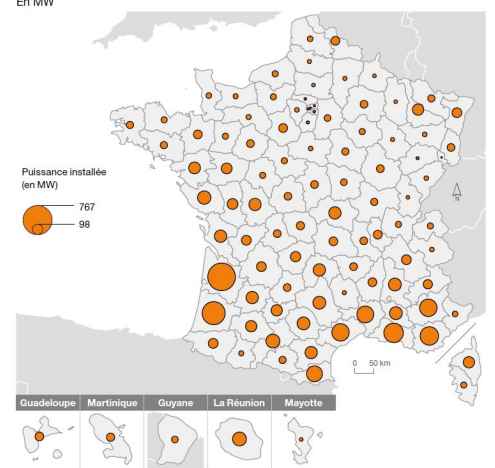 En MW
Puissance installée
(en MW)
767
98
N
0 50 km
Guadeloupe Martinique Guyane La Réunion Mayotte